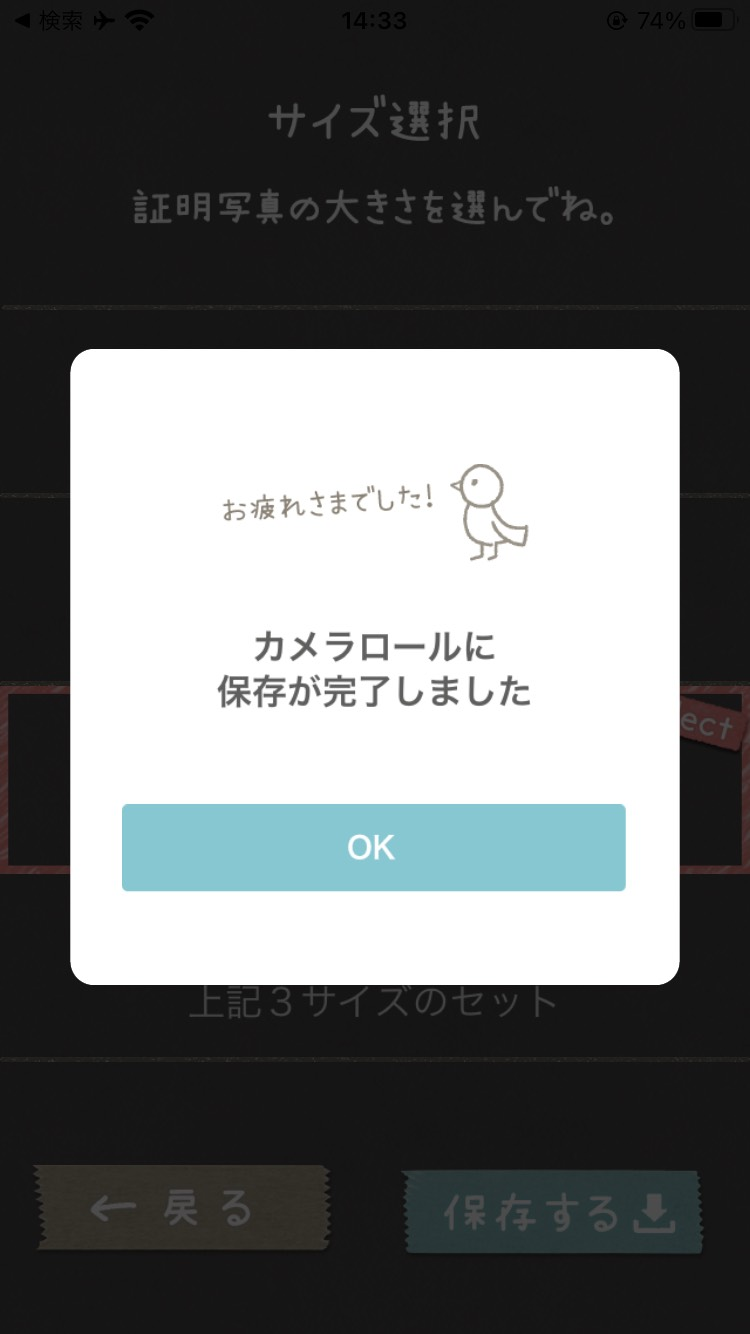 検索
14:33
74%
サイズ選択
証明写真の大きさを選んでね。
お疲れさまでした!
カメラロールに
保存が完了しました
ect
OK
上記3サイズのセット
← 戻る
保存する